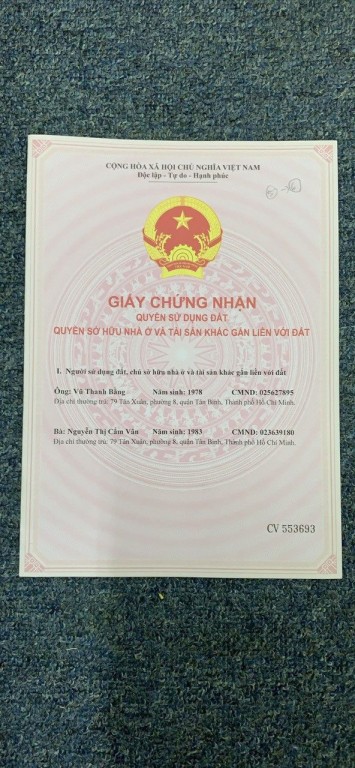 CỘNG HÒA XÃ HỘI CHỦ NGHĨA VIỆT NAM
Độc lập - Tự do - Hạnh phúc
GIẤY CHỨNG NHẬN
QUYỀN SỬ DỤNG ĐẤT
QUYỀN SỞ HỮU NHÀ Ở VÀ TÀI SẢN KHÁC GẮN LIỀN VỚI ĐẤT
I. Người sử dụng đất, chủ sở hữu nhà ở và tài sản khác gắn liền với đất
Ông: Vũ Thanh Bằng Năm sinh: 1978 CMND: 025627895
Địa chỉ thường trú: 79 Tân Xuân, phường 8, quận Tân Bình, Thành phố Hồ Chí Minh.
Bà: Nguyễn Thị Cẩm Vân Năm sinh: 1983 CMND: 023639180
Địa chỉ thường trú: 79 Tân Xuân, phường 8, quận Tân Bình, Thành phố Hồ Chí Minh.
CV 553693